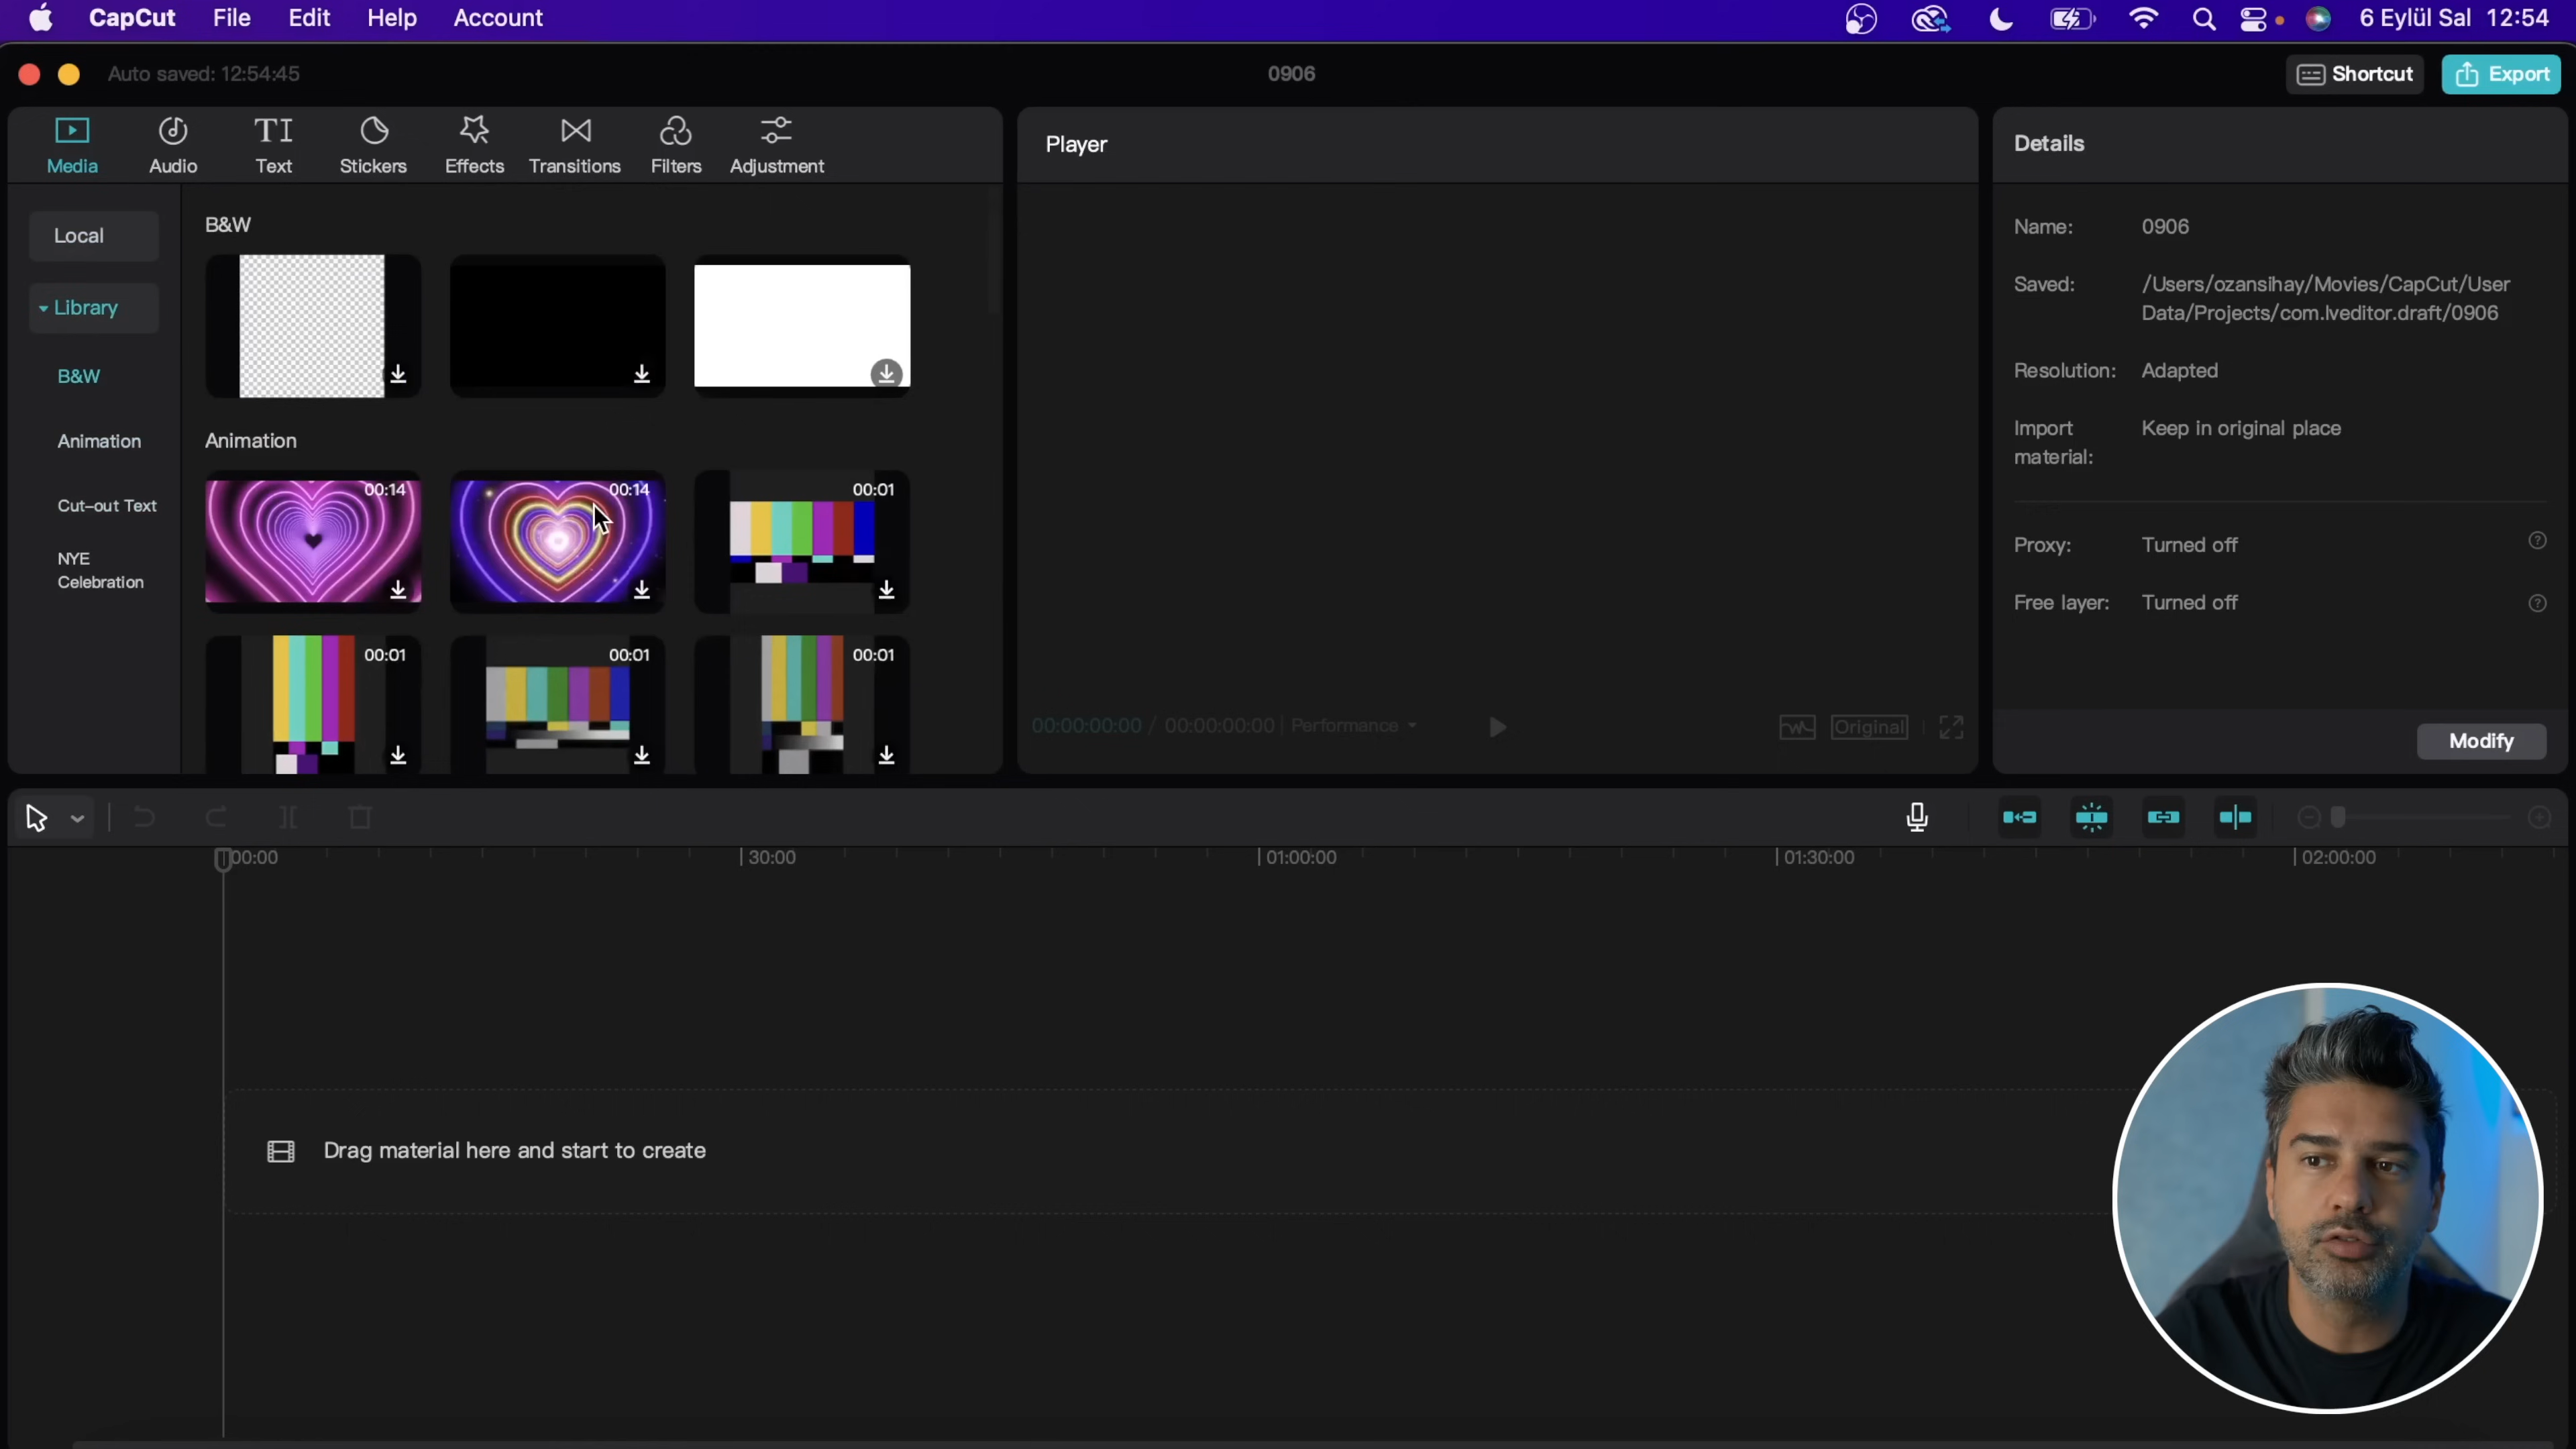 CapCut File Edit Help Account
6 Eylül Sal 12:54
Auto saved: 12:54:45
0906
Shortcut
Export
Media
Audio
Text
Stickers
Effects
Transitions
Filters
Adjustment
Local
Library
B&W
Animation
Cut-out Text
NYE
Celebration
B&W
Animation
00:14
00:14
00:01
00:01
00:01
00:01
Player
00:00:00:00 / 00:00:00:00 | Performance
Original
Details
Name: 0906
Saved: /Users/ozansihay/Movies/CapCut/User
Data/Projects/com.lveditor.draft/0906
Resolution: Adapted
Import Keep in original place
material:
Proxy: Turned off
Free layer: Turned off
Modify
00:00
30:00
01:00:00
01:30:00
02:00:00
Drag material here and start to create